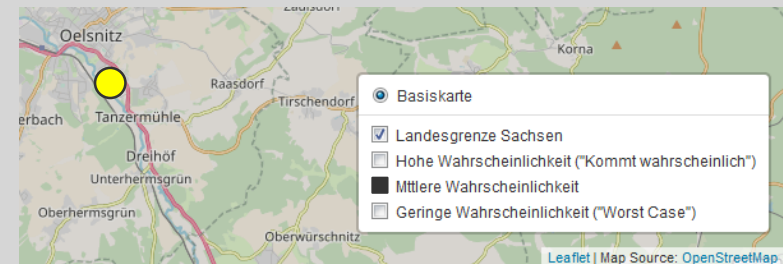 Zaulsdorf
Oelsnitz
Korna
Raasdorf
Tirschendorf
erbach
Tanzermühle
Dreihöf
Unterhermsgrün
Oberhermsgrün
Oberwürschnitz
Basiskarte
Landesgrenze Sachsen
Hohe Wahrscheinlichkeit ("Kommt wahrscheinlich")
Mttlere Wahrscheinlichkeit
Geringe Wahrscheinlichkeit ("Worst Case")
Leaflet | Map Source: OpenStreetMap